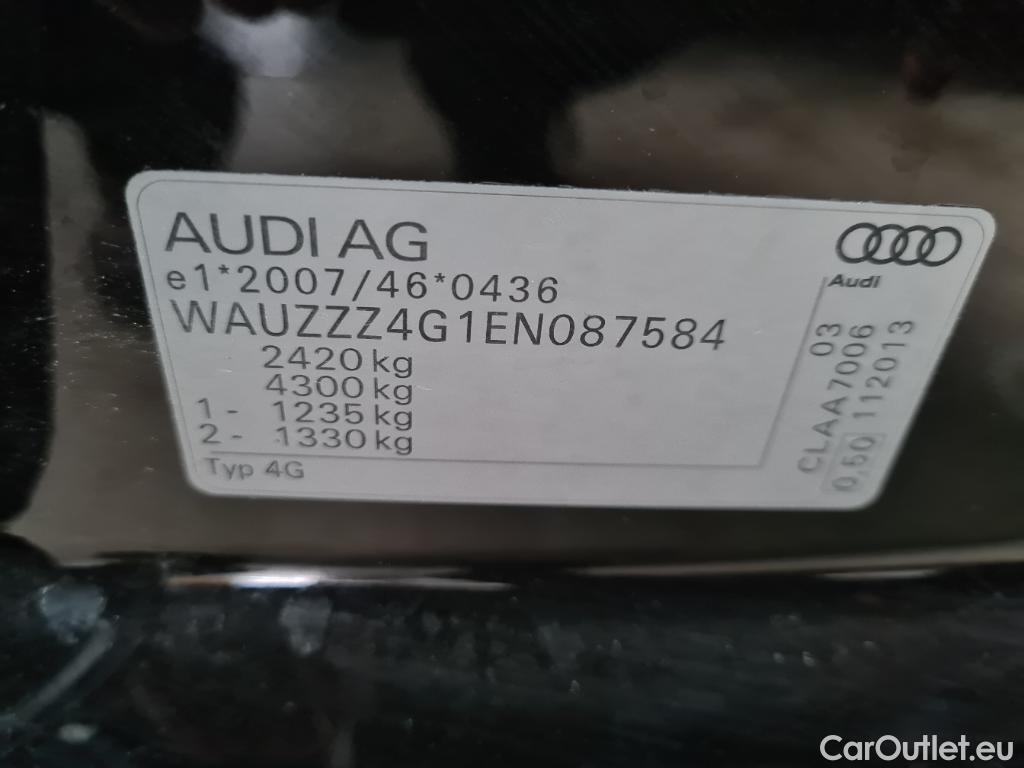 AUDI AG
e1*2007/46*0436
WAUZZZ4G1EN087584
2420 kg
4300 kg
1- 1235 kg
2- 1330 kg
Typ 4G
Audi
03
CLAA7006
0,50 112013
CarOutlet.eu